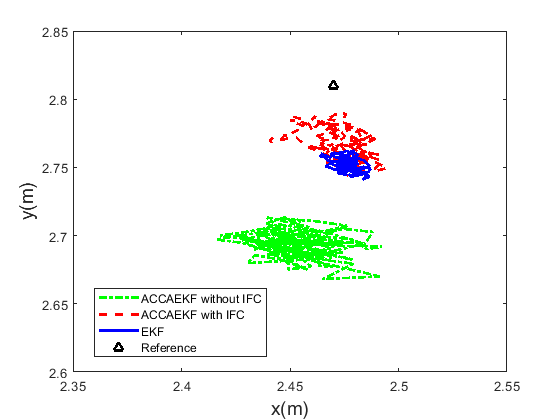 2.85
2.8
2.75
2.7
2.65
2.6
y(m)
ACCAEKF without IFC
ACCAEKF with IFC
EKF
Reference
2.35 2.4 2.45 2.5 2.55
x(m)